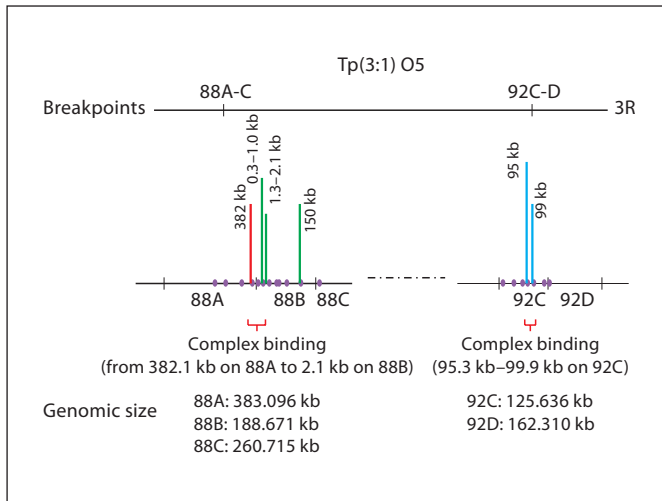 Tp(3:1) O5
88A-C
92C-D
Breakpoints
3R
382 kb
0.3–1.0 kb
1.3–2.1 kb
150 kb
95 kb
99 kb
88A
88B
88C
92C
92D
Complex binding
(from 382.1 kb on 88A to 2.1 kb on 88B)
Complex binding
(95.3 kb–99.9 kb on 92C)
Genomic size
88A: 383.096 kb
88B: 188.671 kb
88C: 260.715 kb
92C: 125.636 kb
92D: 162.310 kb